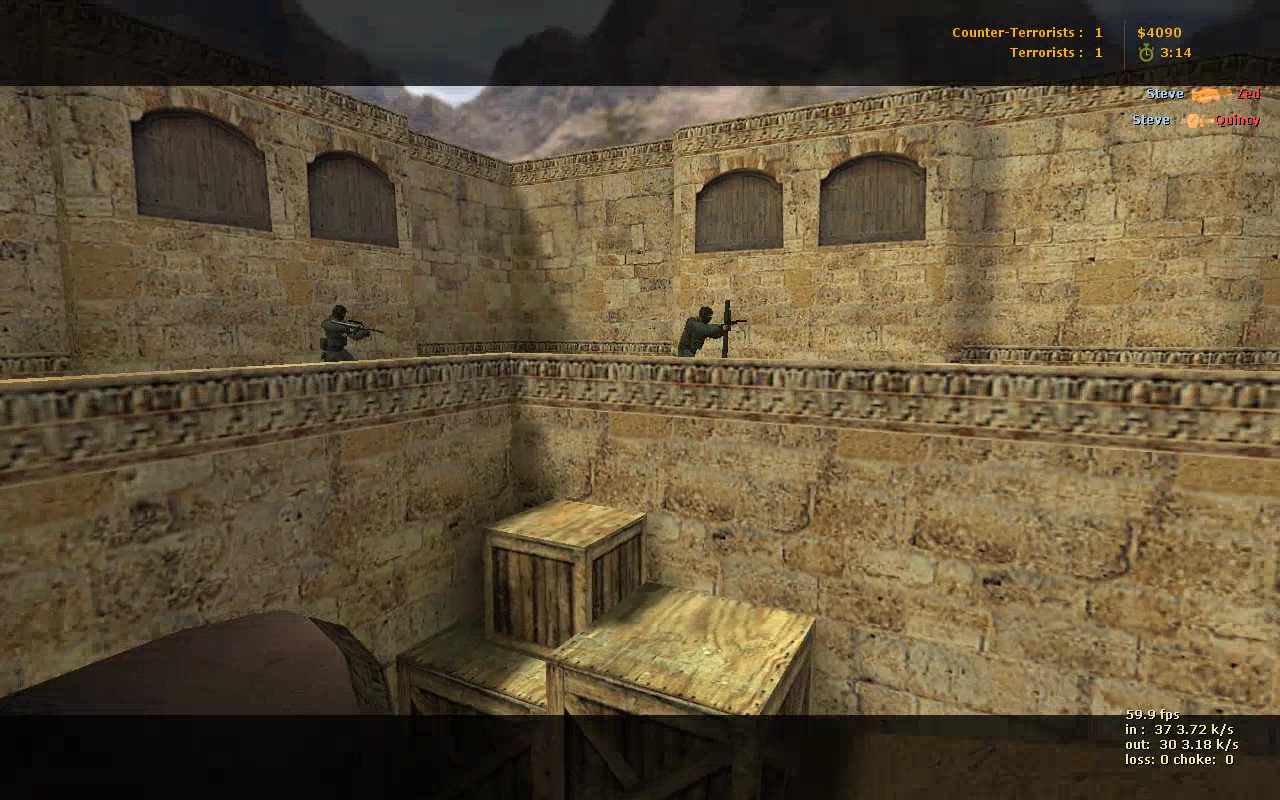 Counter-Terrorists : 1 $4090
Terrorists : 1 3:14
Steve Zed
Steve Quincy
59.9 fps
in : 37 3.72 k/s
out: 30 3.18 k/s
loss: 0 choke: 0